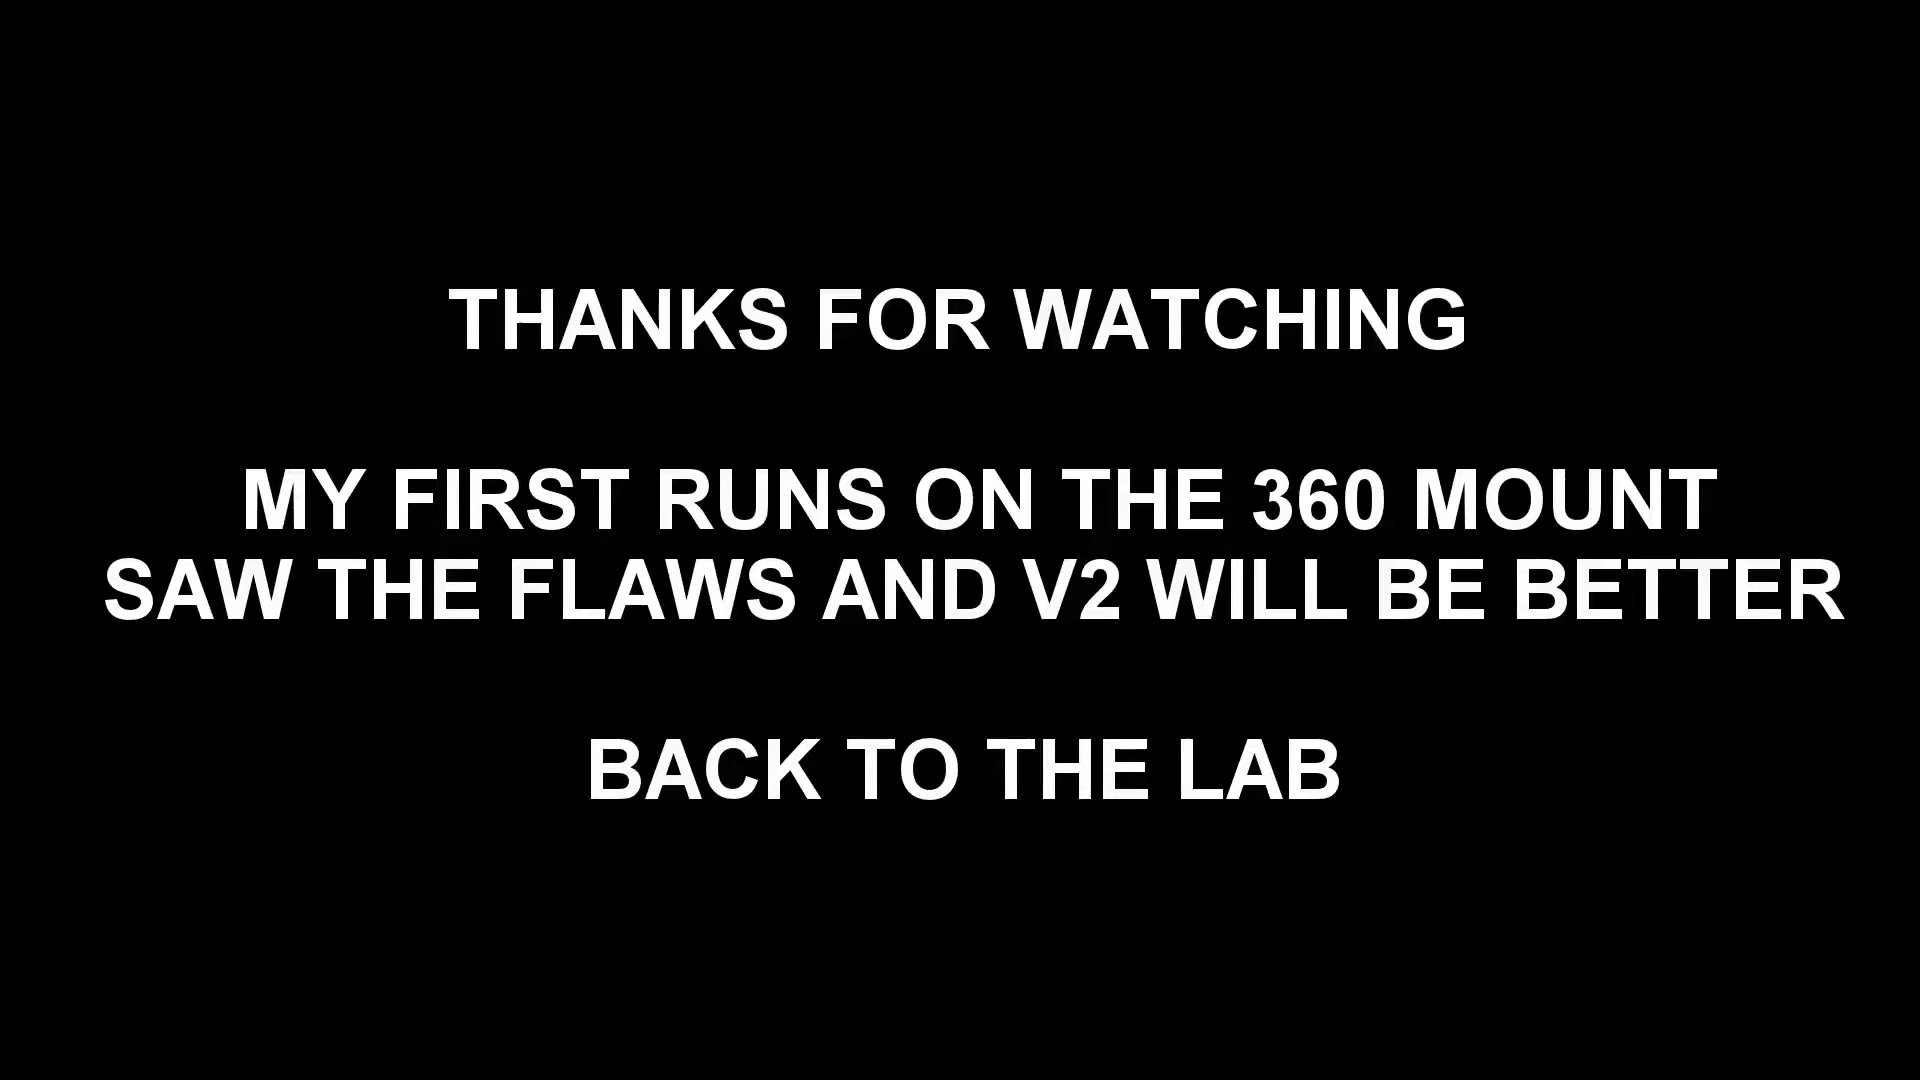 THANKS FOR WATCHING
MY FIRST RUNS ON THE 360 MOUNT
SAW THE FLAWS AND V2 WILL BE BETTER
BACK TO THE LAB